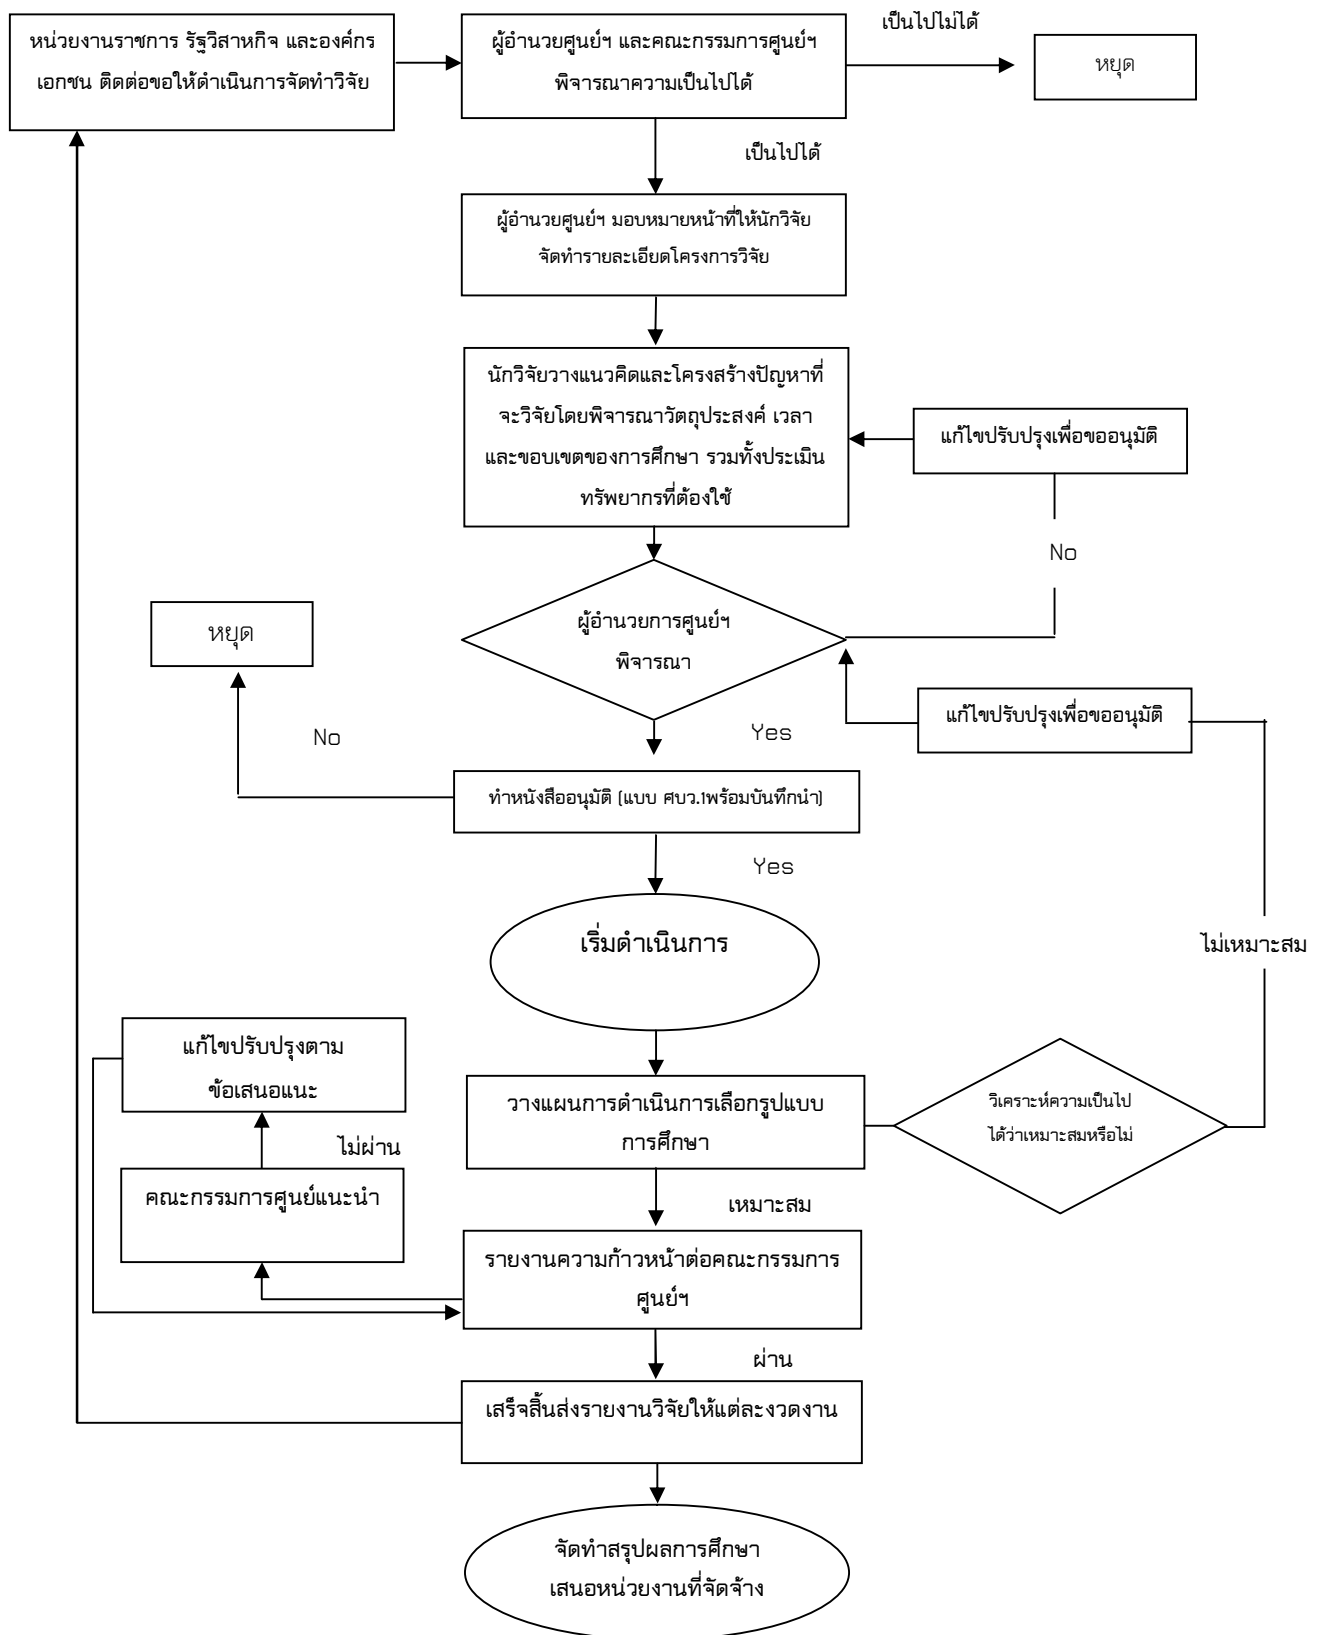 หน่วยงานราชการ รัฐวิสาหกิจ และองค์กร
เอกชน ติดต่อขอให้ดำเนินการจัดทำวิจัย
ผู้อำนวยศูนย์ฯ และคณะกรรมการศูนย์ฯ
พิจารณาความเป็นไปได้
เป็นไปไม่ได้
หยุด
เป็นไปได้
ผู้อำนวยศูนย์ฯ มอบหมายหน้าที่ให้นักวิจัย
จัดทำรายละเอียดโครงการวิจัย
นักวิจัยวางแนวคิดและโครงสร้างปัญหาที่
จะวิจัยโดยพิจารณาวัตถุประสงค์ เวลา
และขอบเขตของการศึกษา รวมทั้งประเมิน
ทรัพยากรที่ต้องใช้
แก้ไขปรับปรุงเพื่อขออนุมัติ
No
ผู้อำนวยการศูนย์ฯ
พิจารณา
หยุด
แก้ไขปรับปรุงเพื่อขออนุมัติ
No
Yes
ทำหนังสืออนุมัติ (แบบ ศบว.1พร้อมบันทึกนำ)
Yes
เริ่มดำเนินการ
ไม่เหมาะสม
แก้ไขปรับปรุงตาม
ข้อเสนอแนะ
วางแผนการดำเนินการเลือกรูปแบบ
การศึกษา
วิเคราะห์ความเป็นไป
ได้ว่าเหมาะสมหรือไม่
ไม่ผ่าน
คณะกรรมการศูนย์แนะนำ
เหมาะสม
รายงานความก้าวหน้าต่อคณะกรรมการ
ศูนย์ฯ
ผ่าน
เสร็จสิ้นส่งรายงานวิจัยให้แต่ละงวดงาน
จัดทำสรุปผลการศึกษา
เสนอหน่วยงานที่จัดจ้าง